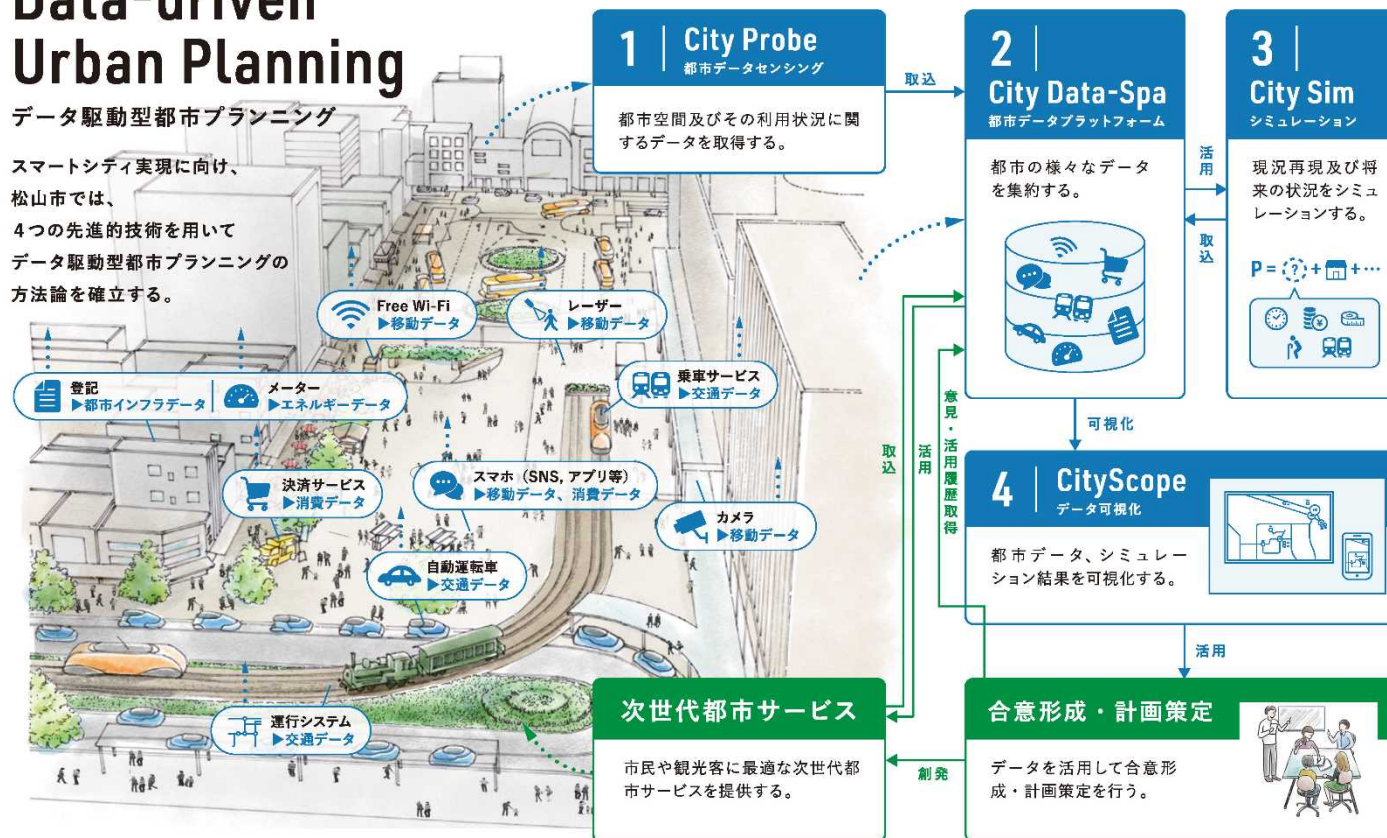 Data-driven
Urban Planning
データ駆動型都市プランニング
スマートシティ実現に向け、
松山市では、
4つの先進的技術を用いて
データ駆動型都市プランニングの
方法論を確立する。
1 | City Probe
都市データセンシング
都市空間及びその利用状況に関
するデータを取得する。
取込
2 |
City Data-Spa
都市データプラットフォーム
都市の様々なデータ
を集約する。
活用
取込
3 |
City Sim
シミュレーション
現況再現及び将
来の状況をシミュ
レーションする。
P=(?)+ +…
¥
Free Wi-Fi
▶移動データ
レーザー
▶移動データ
登記
▶都市インフラデータ
メーター
▶エネルギーデータ
乗車サービス
▶交通データ
決済サービス
▶消費データ
スマホ（SNS, アプリ等）
▶移動データ、消費データ
カメラ
▶移動データ
自動運転車
▶交通データ
運行システム
▶交通データ
取込
活用
意見・活用履歴取得
可視化
4 | CityScope
データ可視化
都市データ、シミュレー
ション結果を可視化する。
活用
次世代都市サービス
市民や観光客に最適な次世代都
市サービスを提供する。
創発
合意形成・計画策定
データを活用して合意形
成・計画策定を行う。